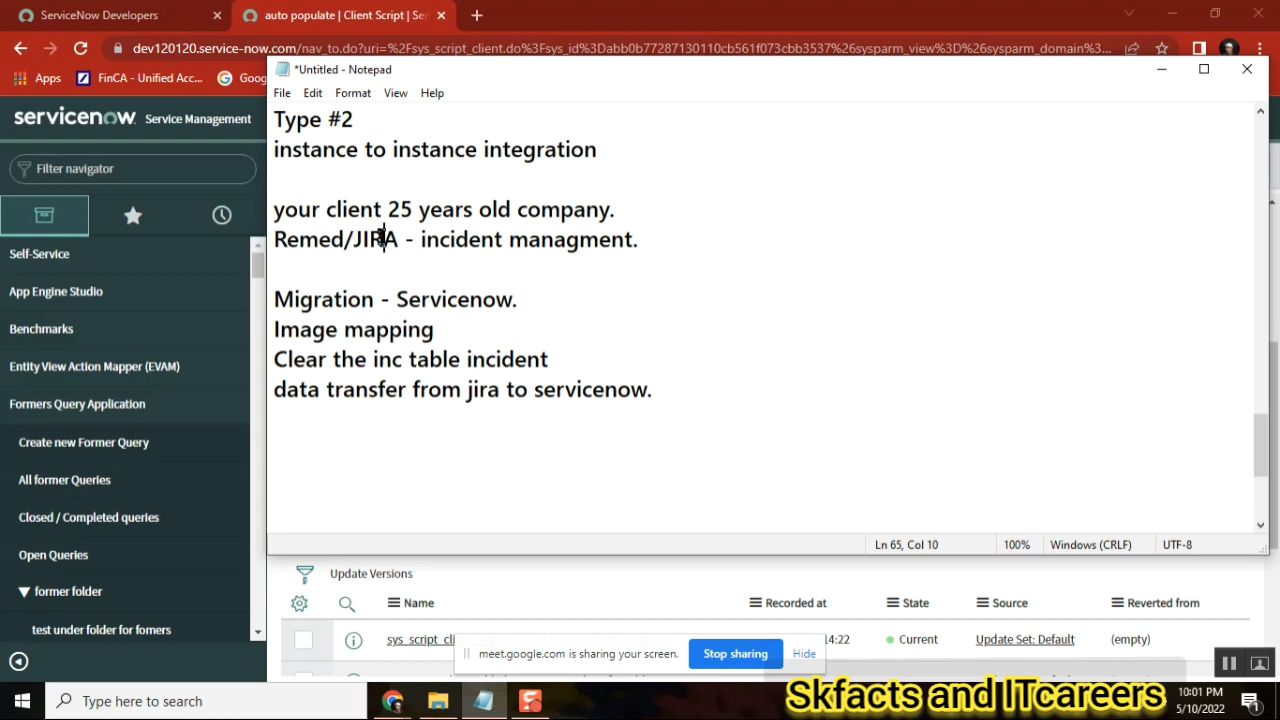 ServiceNow Developers
auto populate | Client Script | Ser
dev120120.service-now.com/nav_to.do?uri=%2Fsys_script_client.do%3Fsys_id%3Dabb0b77287130110cb561f073cbb3537%26sysparm_view%3D%26sysparm_domain%3...
Apps
FinCA - Unified Acc...
Goog
*Untitled - Notepad
File Edit Format View Help
servicenow Service Management
Filter navigator
Self-Service
App Engine Studio
Benchmarks
Entity View Action Mapper (EVAM)
Formers Query Application
Create new Former Query
All former Queries
Closed / Completed queries
Open Queries
▼ former folder
test under folder for fomers
Type #2
instance to instance integration
your client 25 years old company.
Remed/JIRA - incident managment.
Migration - Servicenow.
Image mapping
Clear the inc table incident
data transfer from jira to servicenow.
Ln 65, Col 10 100% Windows (CRLF) UTF-8
Update Versions
Name Recorded at State Source Reverted from
sys_script_cli 14:22 Current Update Set: Default (empty)
meet.google.com is sharing your screen. Stop sharing Hide
Type here to search
Skfacts and ITcareers
10:01 PM
5/10/2022
1